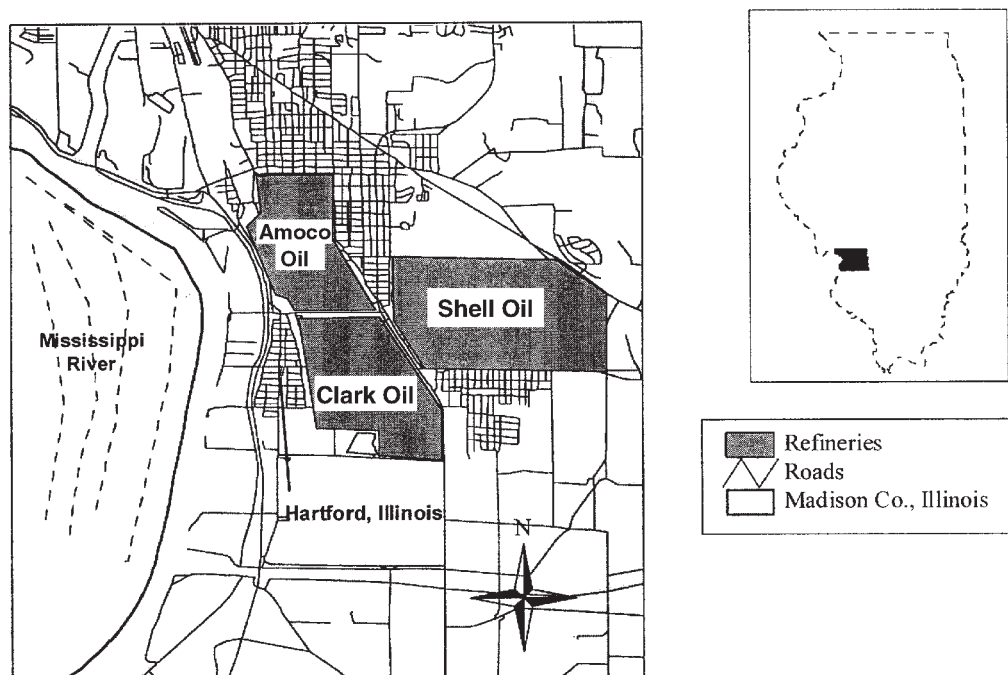 Amoco
Oil
Shell Oil
Mississippi
River
Clark Oil
Hartford, Illinois
N
Refineries
Roads
Madison Co., Illinois